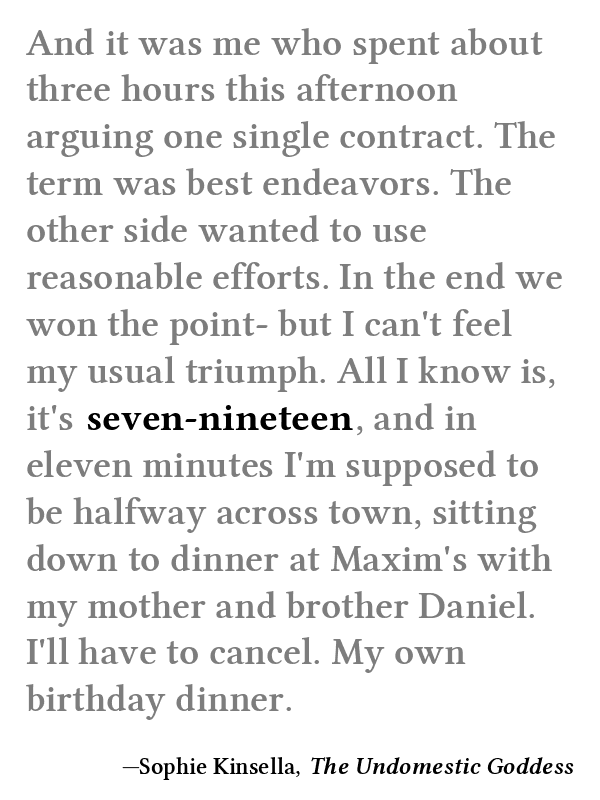 And it was me who spent about
three hours this afternoon
arguing one single contract. The
term was best endeavors. The
other side wanted to use
reasonable efforts. In the end we
won the point- but I can't feel
my usual triumph. All I know is,
it's seven-nineteen, and in
eleven minutes I'm supposed to
be halfway across town, sitting
down to dinner at Maxim's with
my mother and brother Daniel.
I'll have to cancel. My own
birthday dinner.
—Sophie Kinsella, The Undomestic Goddess